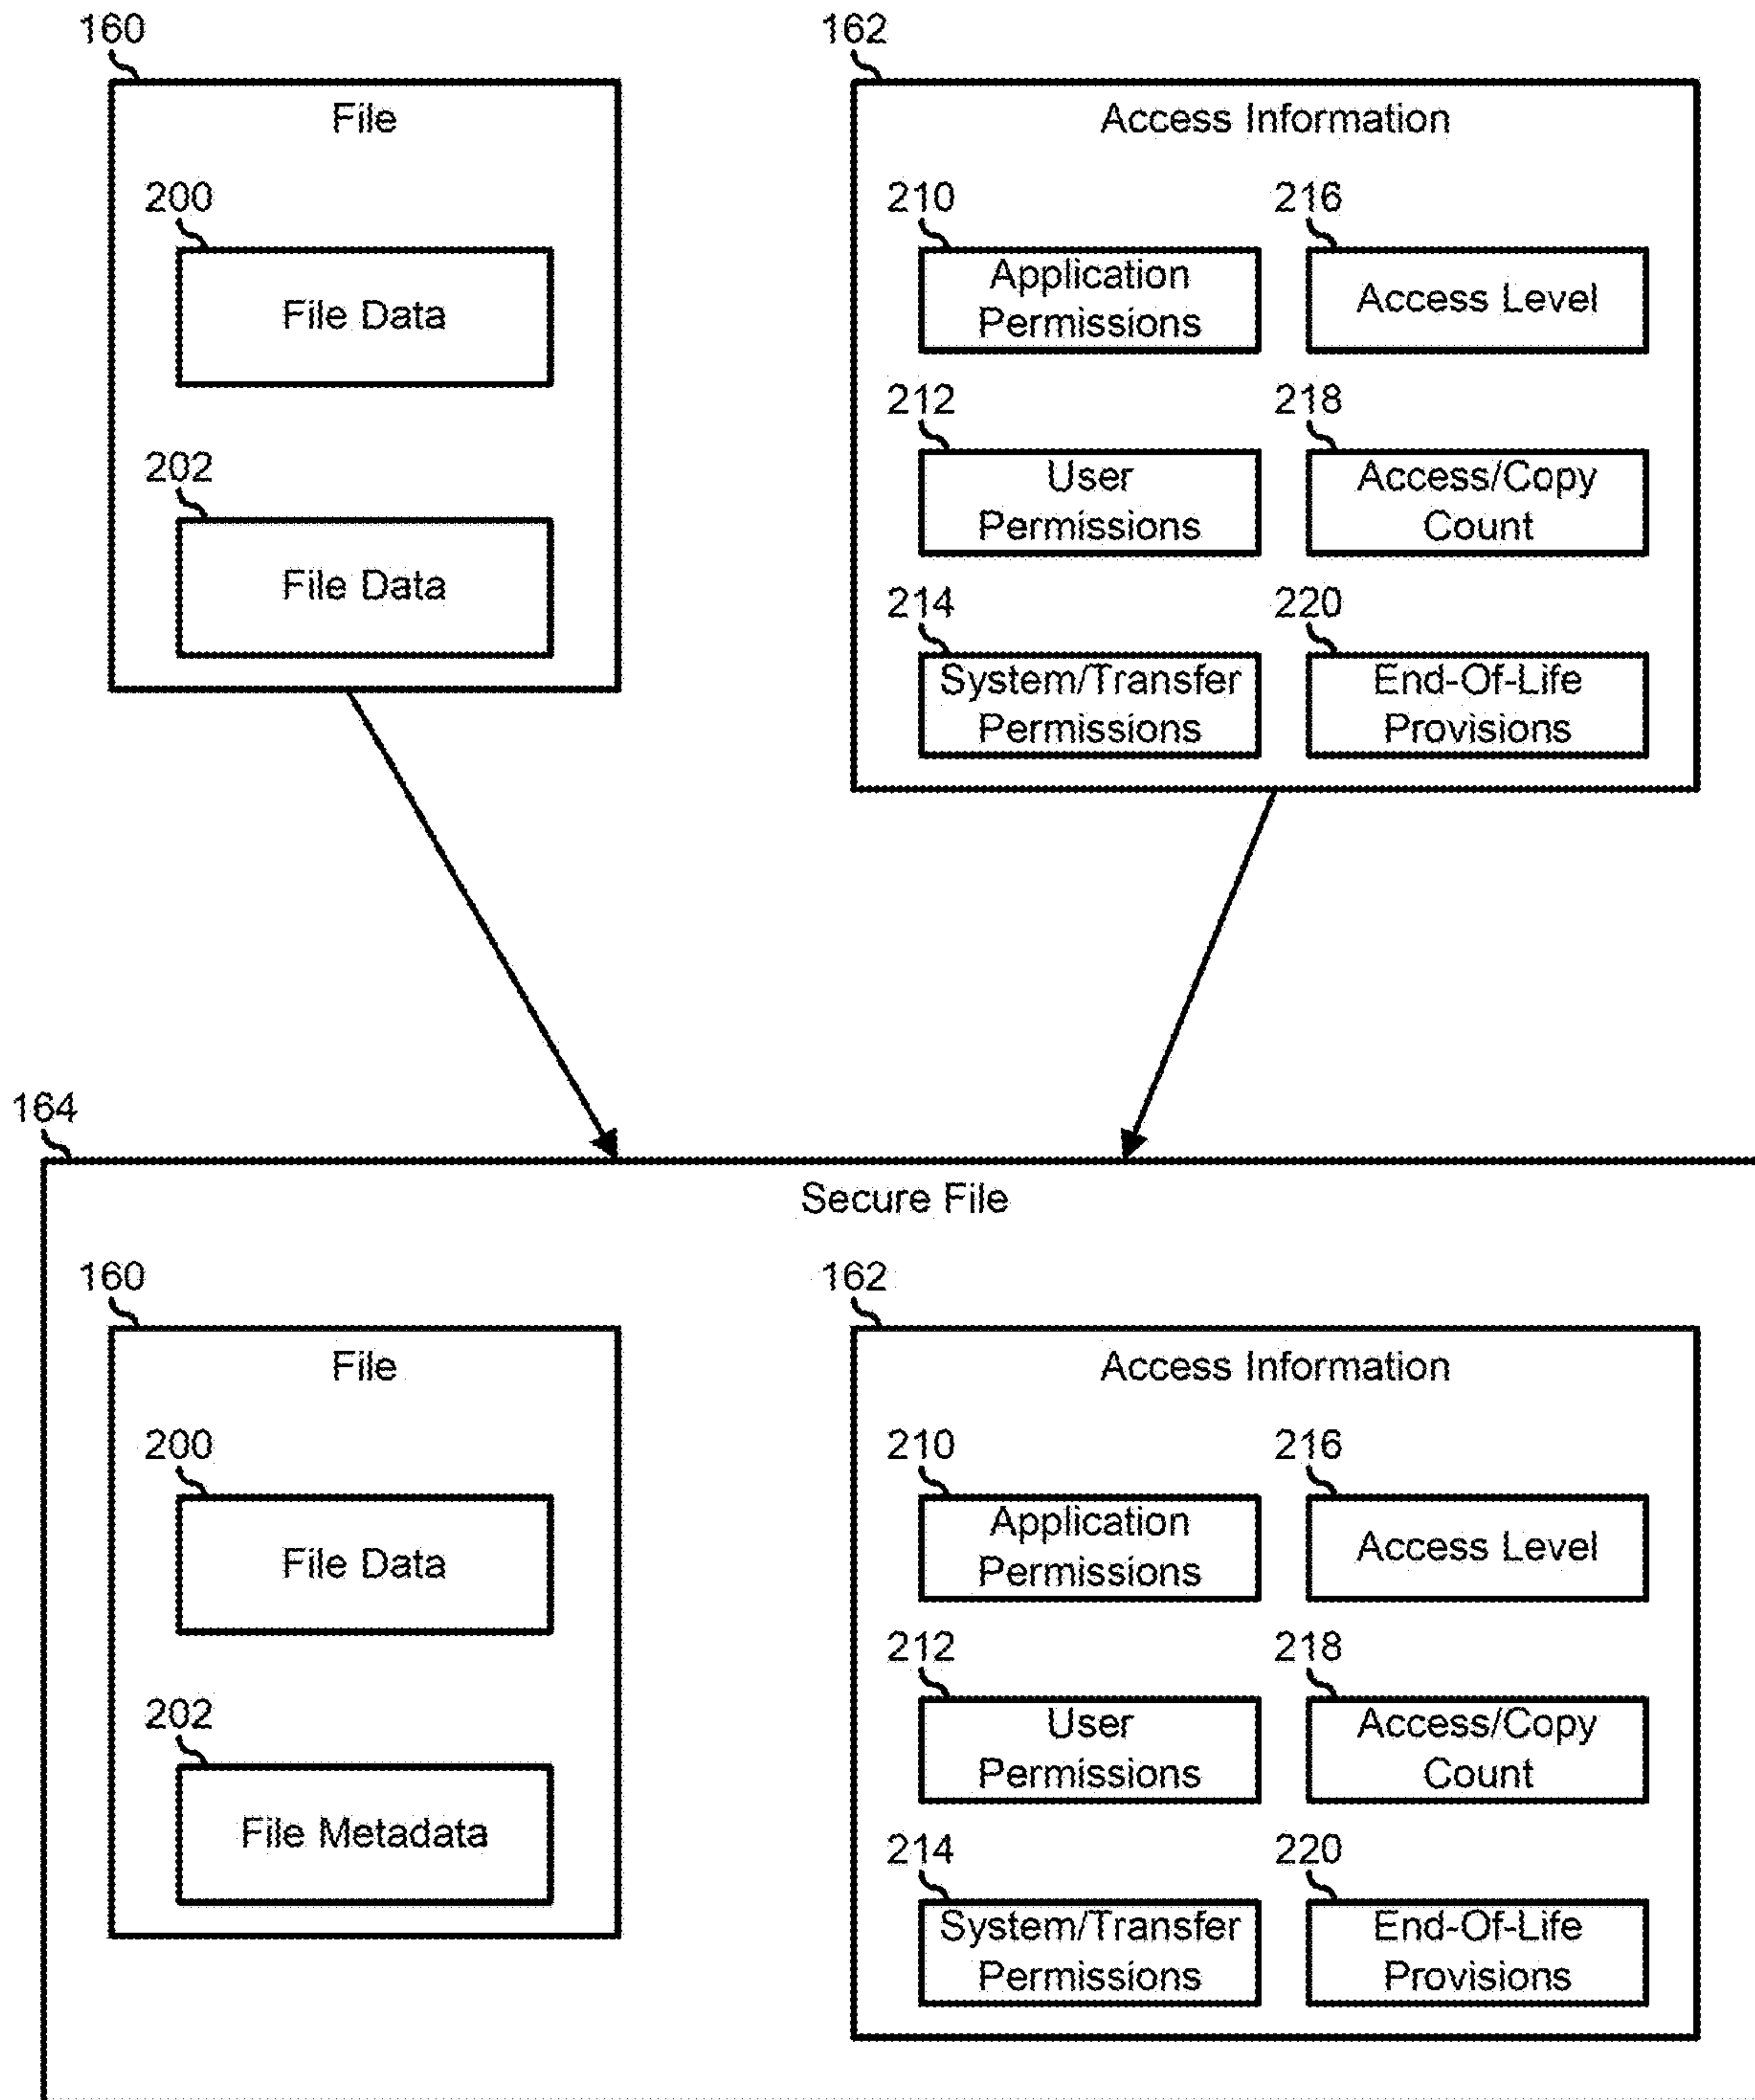 160
File
200
File Data
202
File Data
162
Access Information
210
Application
Permissions
216
Access Level
212
User
Permissions
218
Access/Copy
Count
214
System/Transfer
Permissions
220
End-Of-Life
Provisions
164
Secure File
160
File
200
File Data
202
File Metadata
162
Access Information
210
Application
Permissions
216
Access Level
212
User
Permissions
218
Access/Copy
Count
214
System/Transfer
Permissions
220
End-Of-Life
Provisions